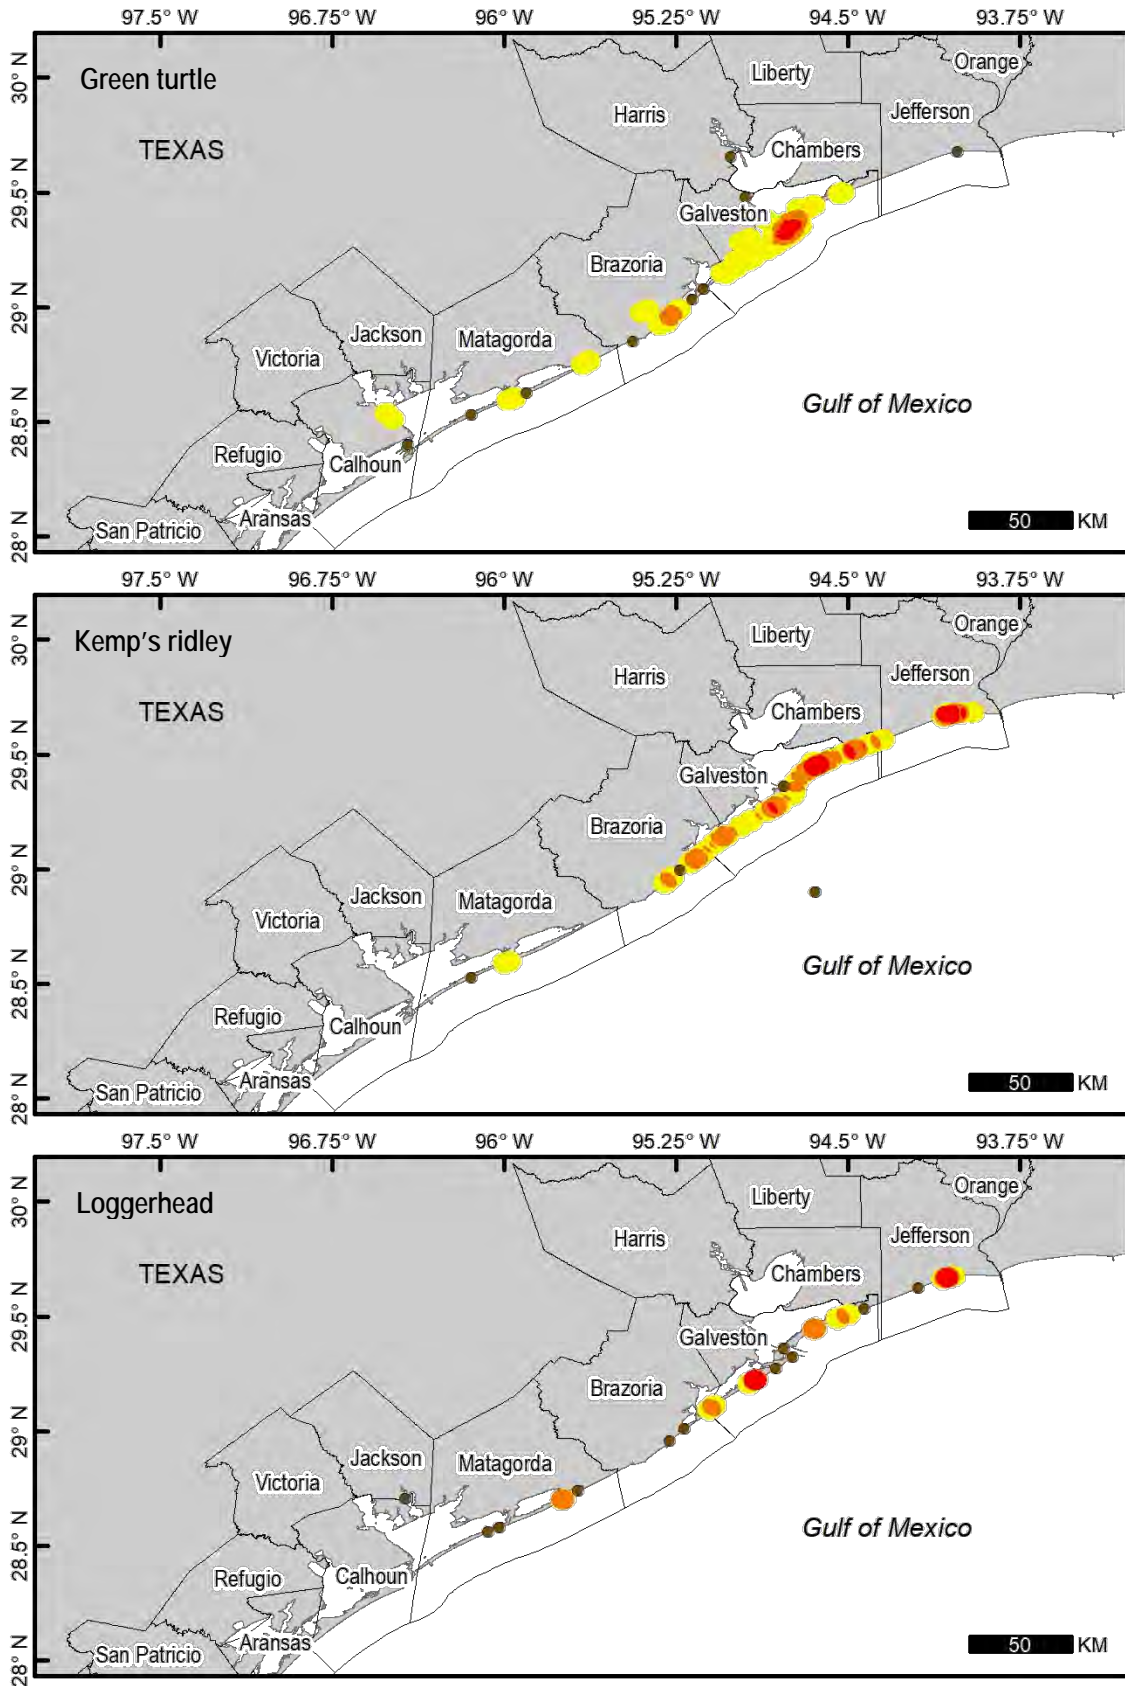 97.5° W 96.75° W 96° W 95.25° W 94.5° W 93.75° W
30° N
Green turtle
Liberty
Orange
Harris
Jefferson
TEXAS
Chambers
29.5° N
Galveston
Brazoria
29° N
Jackson
Matagorda
Victoria
Gulf of Mexico
28.5° N
Refugio
Calhoun
Aransas
San Patricio
50 KM
28° N
97.5° W 96.75° W 96° W 95.25° W 94.5° W 93.75° W
30° N
Kemp's ridley
Liberty
Orange
Harris
Jefferson
TEXAS
Chambers
29.5° N
Galveston
Brazoria
29° N
Jackson
Matagorda
Victoria
Gulf of Mexico
28.5° N
Refugio
Calhoun
Aransas
San Patricio
50 KM
28° N
97.5° W 96.75° W 96° W 95.25° W 94.5° W 93.75° W
30° N
Loggerhead
Liberty
Orange
Harris
Jefferson
TEXAS
Chambers
29.5° N
Galveston
Brazoria
29° N
Jackson
Matagorda
Victoria
Gulf of Mexico
28.5° N
Refugio
Calhoun
Aransas
San Patricio
50 KM
28° N